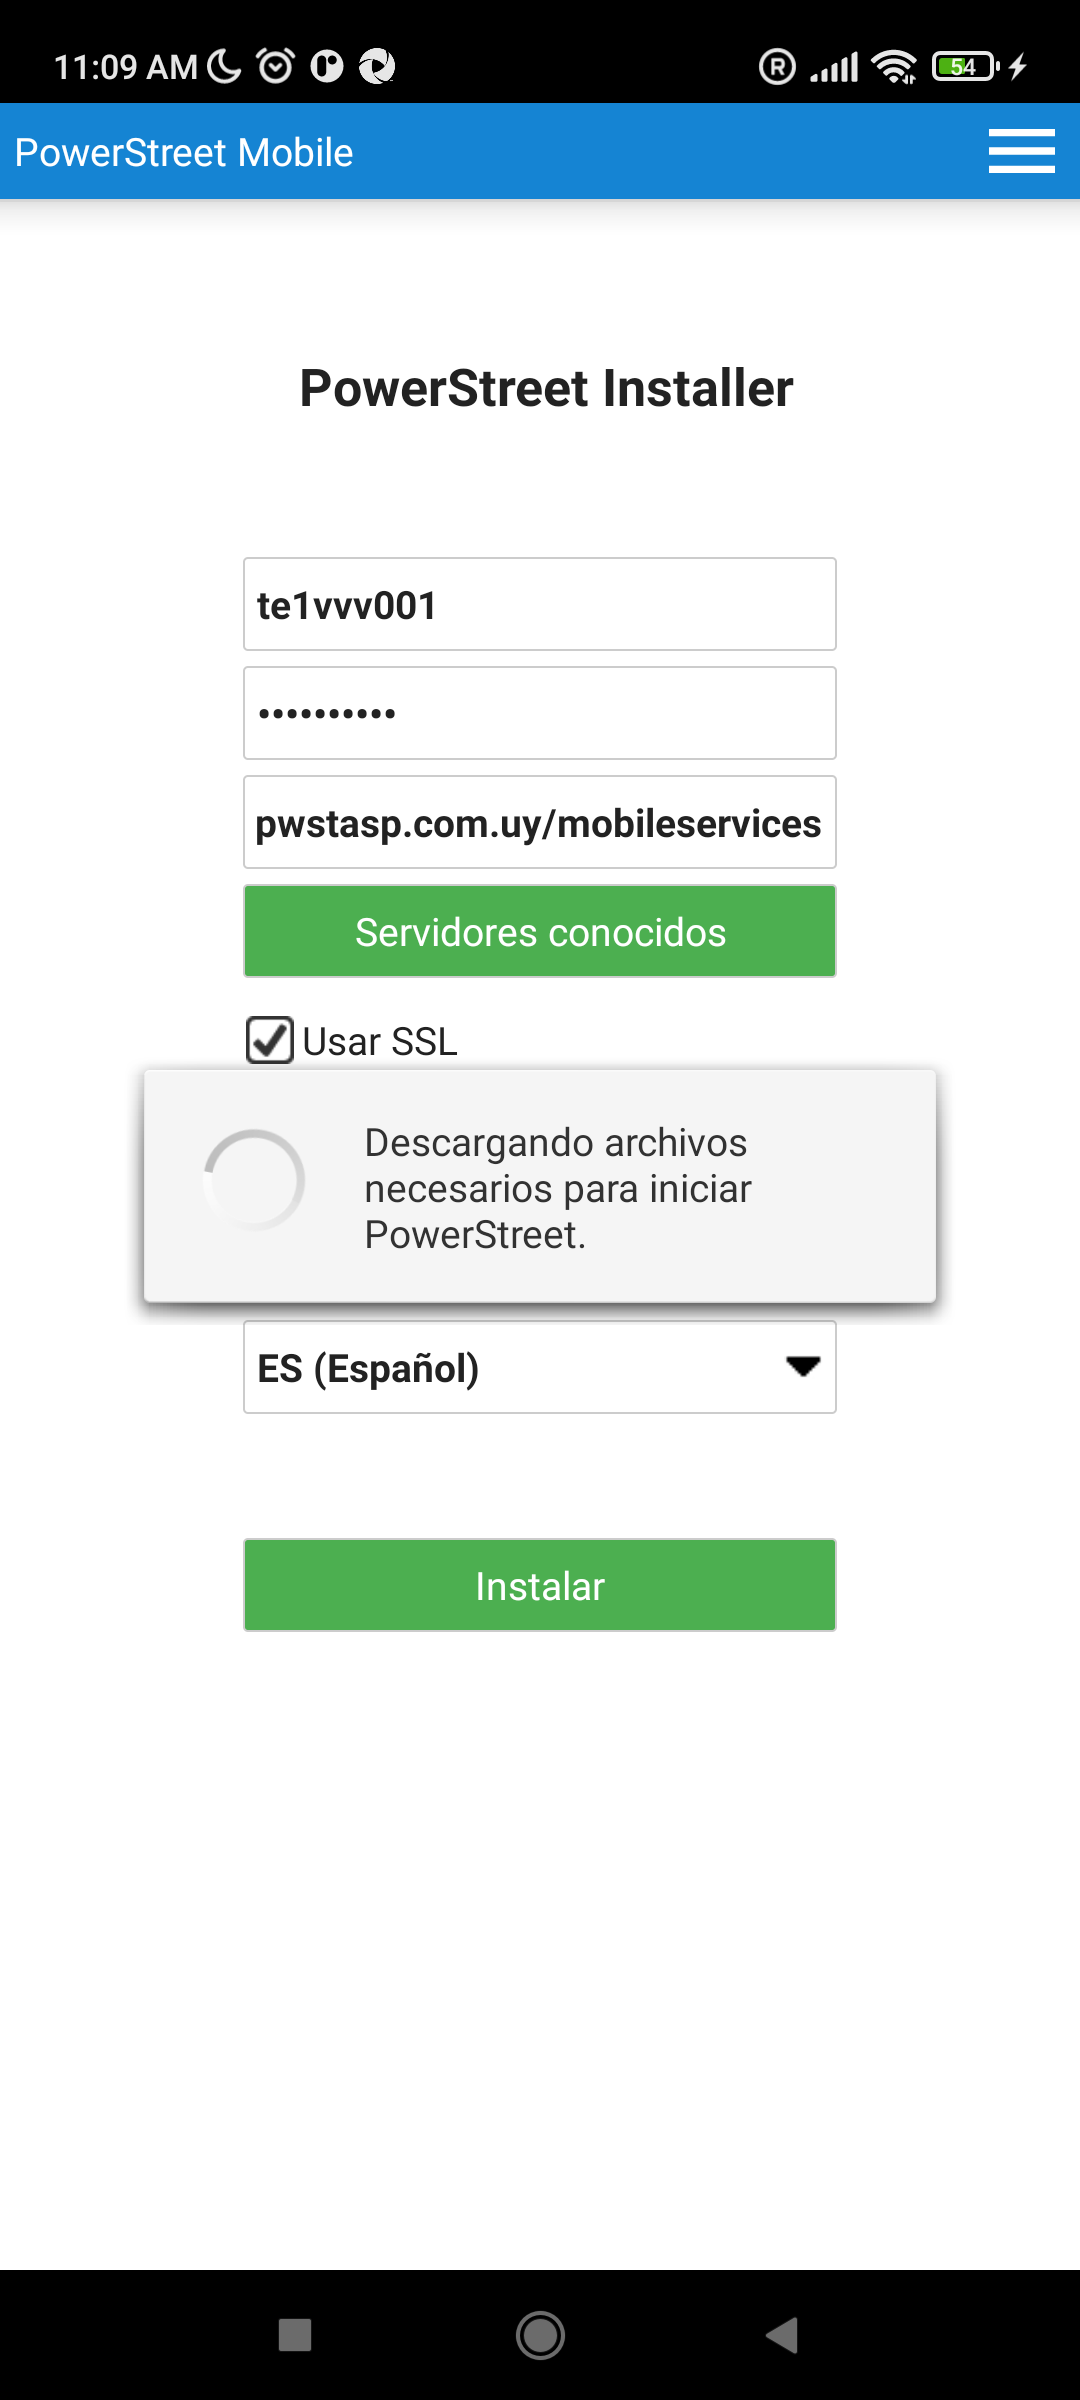 11:09 AM
54
PowerStreet Mobile
PowerStreet Installer
te1vvv001
••••••••••
pwstasp.com.uy/mobileservices
Servidores conocidos
Usar SSL
Descargando archivos
necesarios para iniciar
PowerStreet.
ES (Español)
Instalar